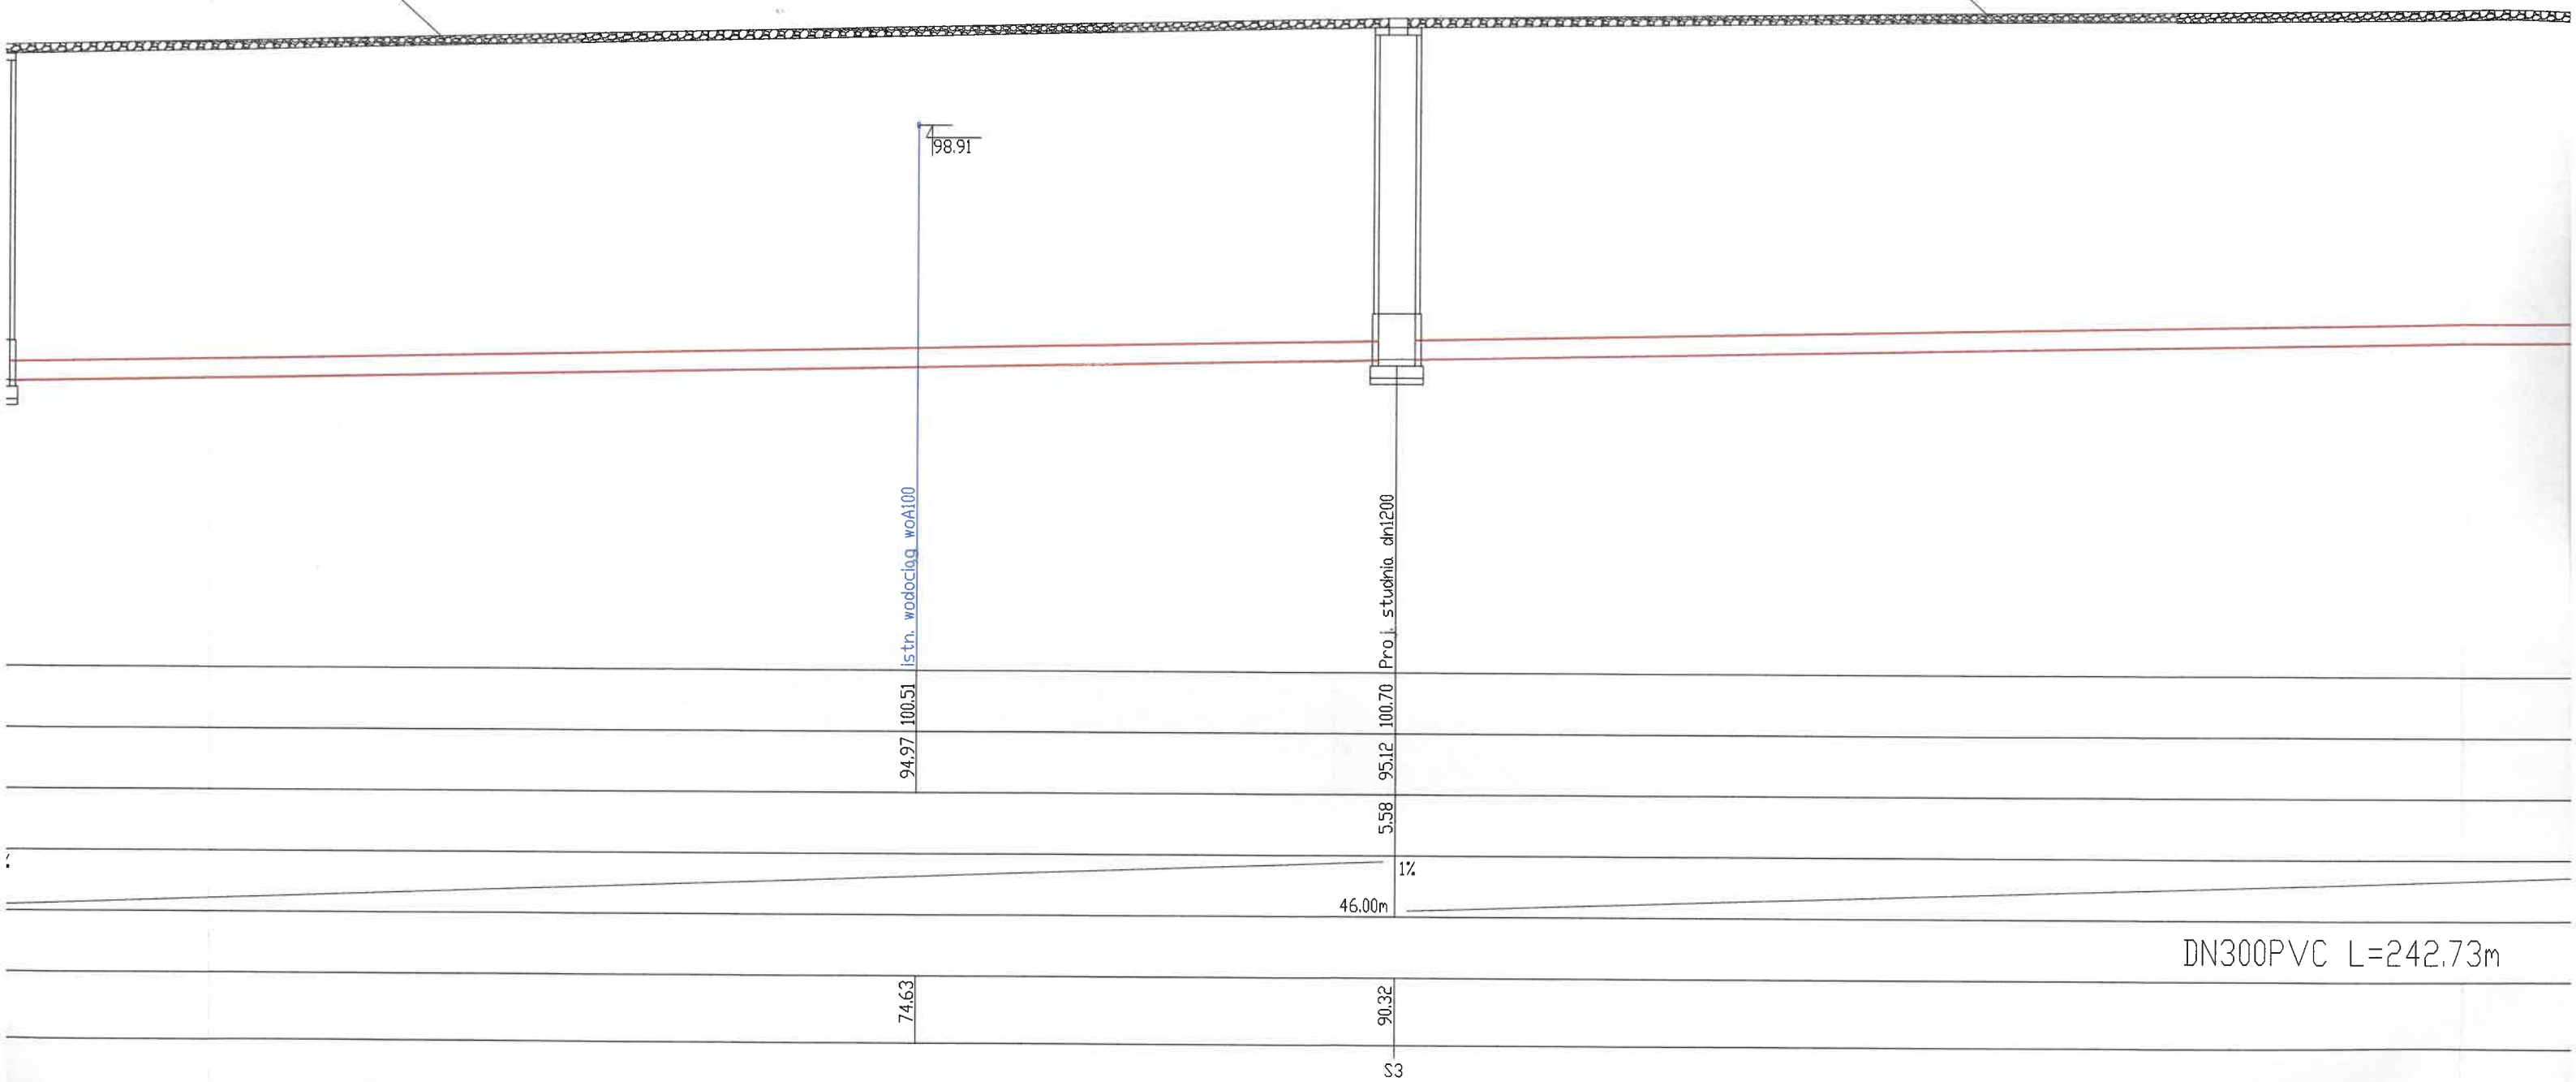 98.91
istn. wodociąg woA100
Proj. studnia dn1200
100.51
100.70
94.97
95.12
5.58
1%
46.00m
DN300PVC L=242.73m
74.63
90.32
S3